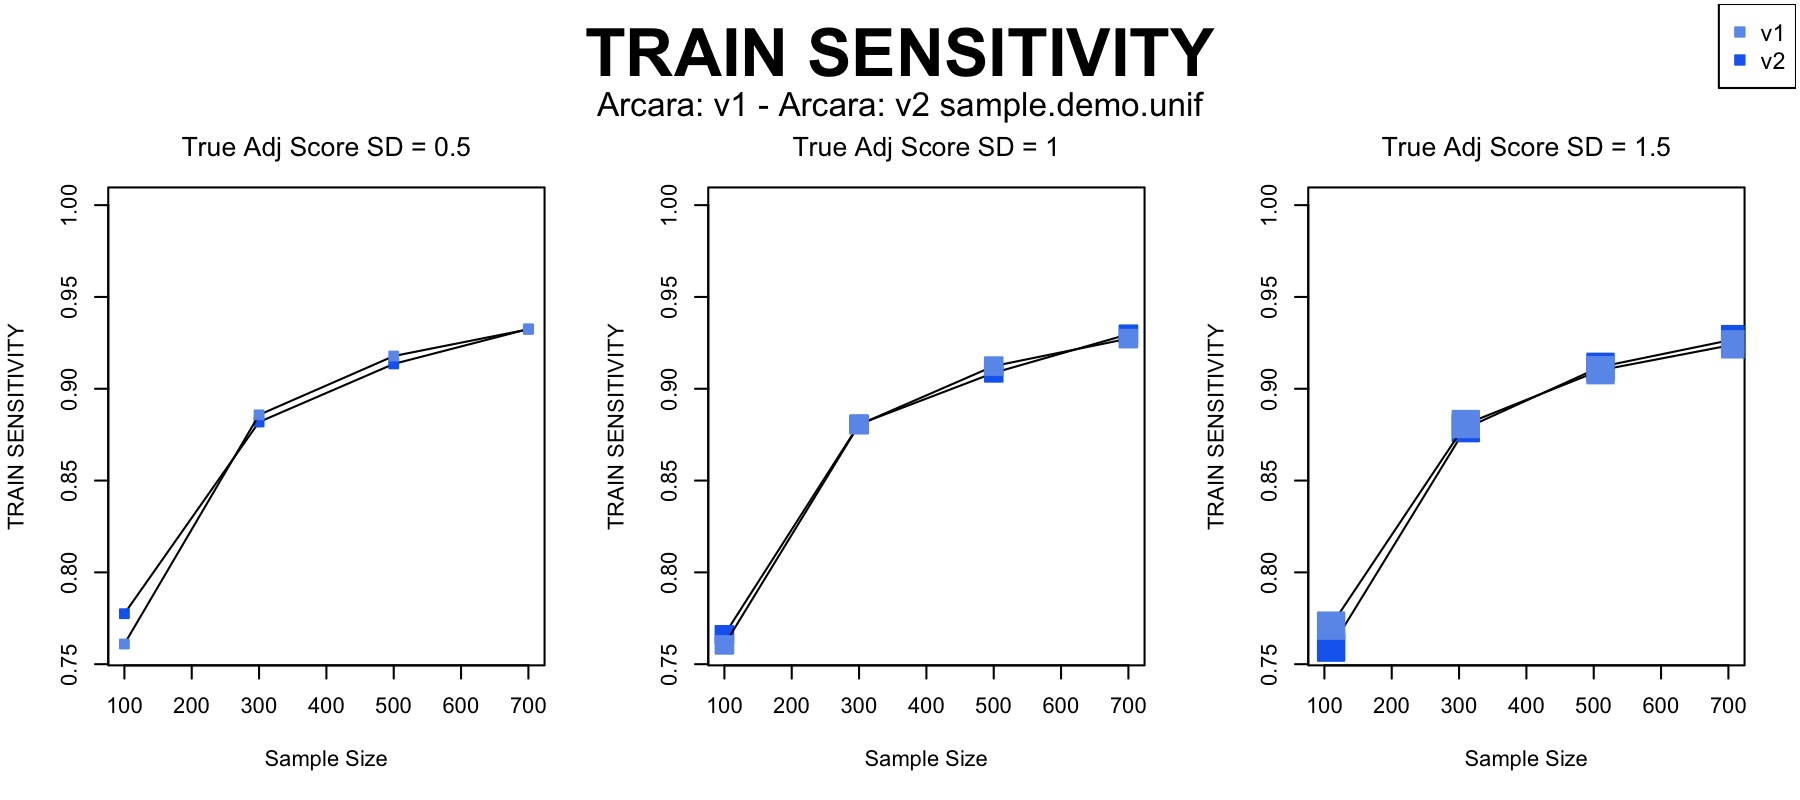 TRAIN SENSITIVITY
Arcara: v1 - Arcara: v2 sample.demo.unif
v1
v2
True Adj Score SD = 0.5
TRAIN SENSITIVITY
1.00
0.95
0.90
0.85
0.80
0.75
100 200 300 400 500 600 700
Sample Size
True Adj Score SD = 1
TRAIN SENSITIVITY
1.00
0.95
0.90
0.85
0.80
0.75
100 200 300 400 500 600 700
Sample Size
True Adj Score SD = 1.5
TRAIN SENSITIVITY
1.00
0.95
0.90
0.85
0.80
0.75
100 200 300 400 500 600 700
Sample Size